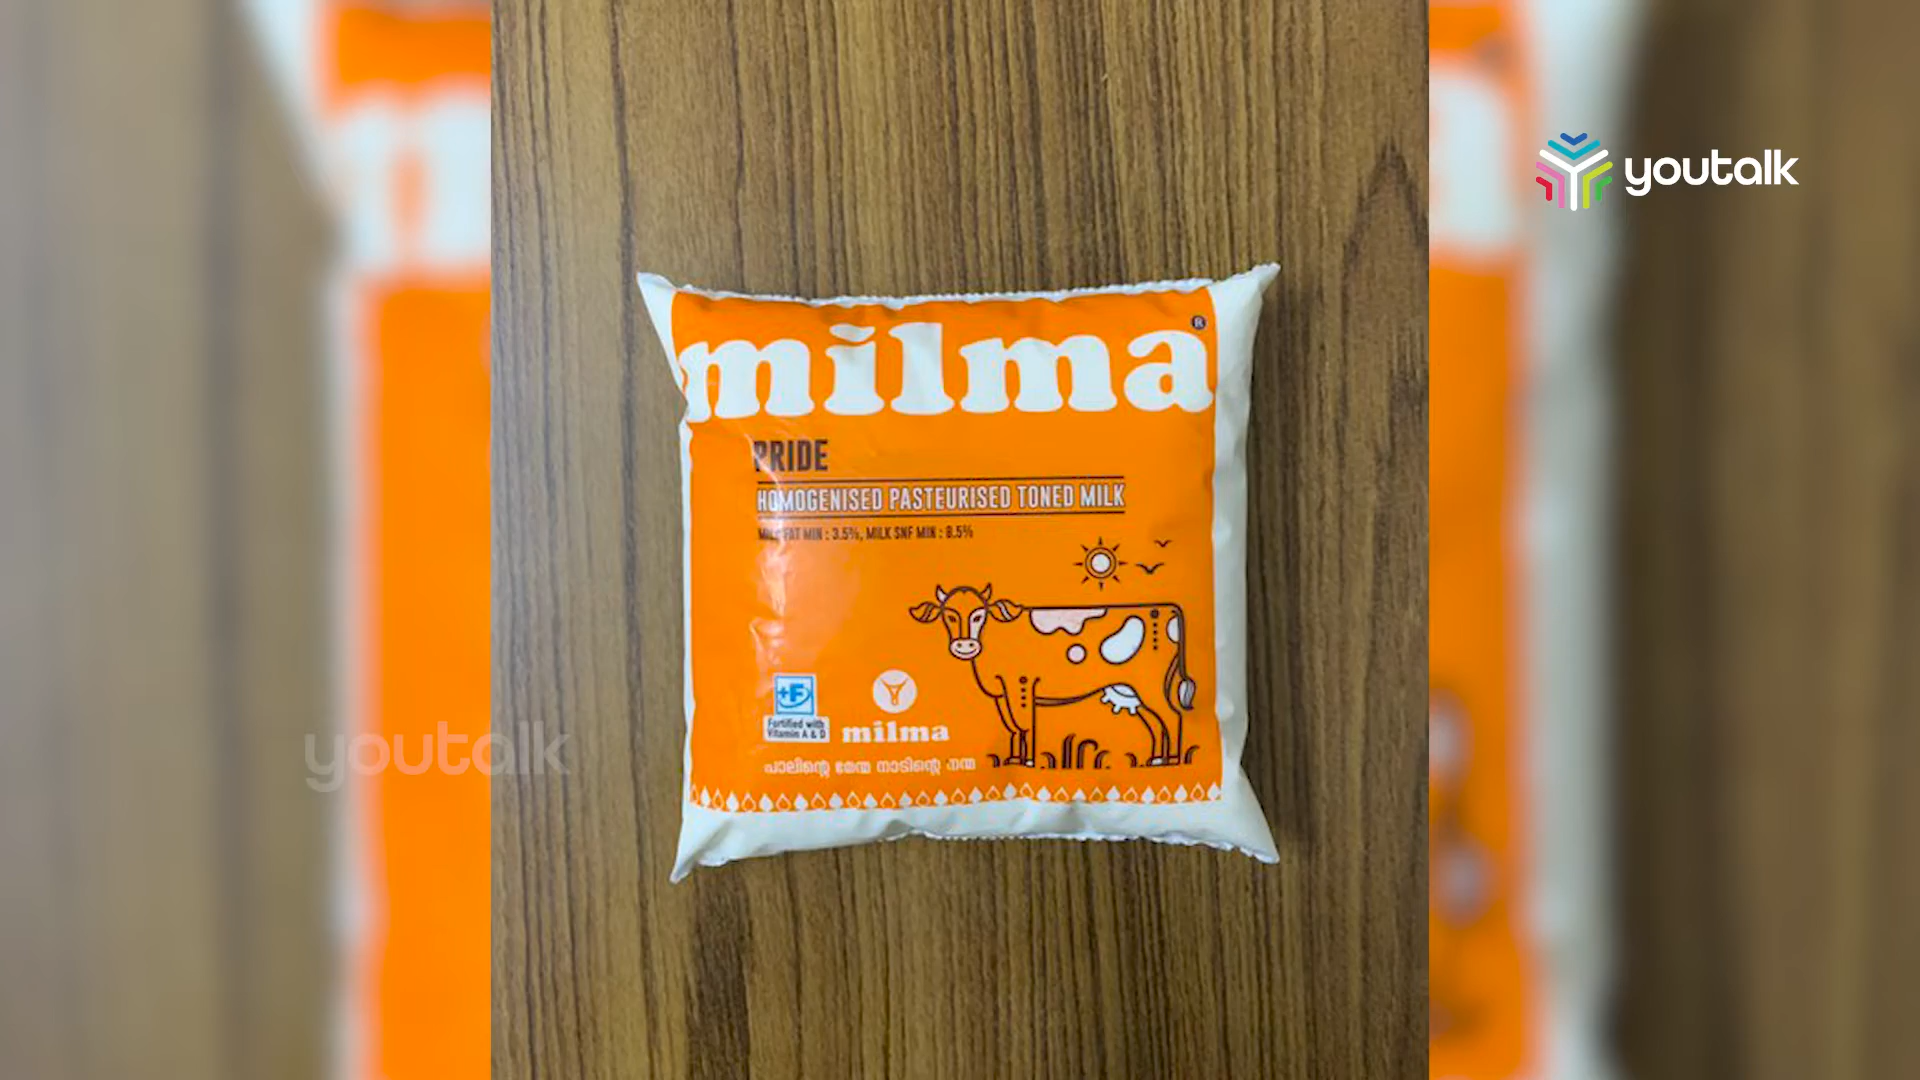 youtalk
milma®
PRIDE
HOMOGENISED PASTEURISED TONED MILK
MILK FAT MIN : 3.5%, MILK SNF MIN : 8.5%
+F
Fortified with
Vitamin A & D
milma
പാലിന്റെ മേന്മ നാടിന്റെ നന്മ
youtalk